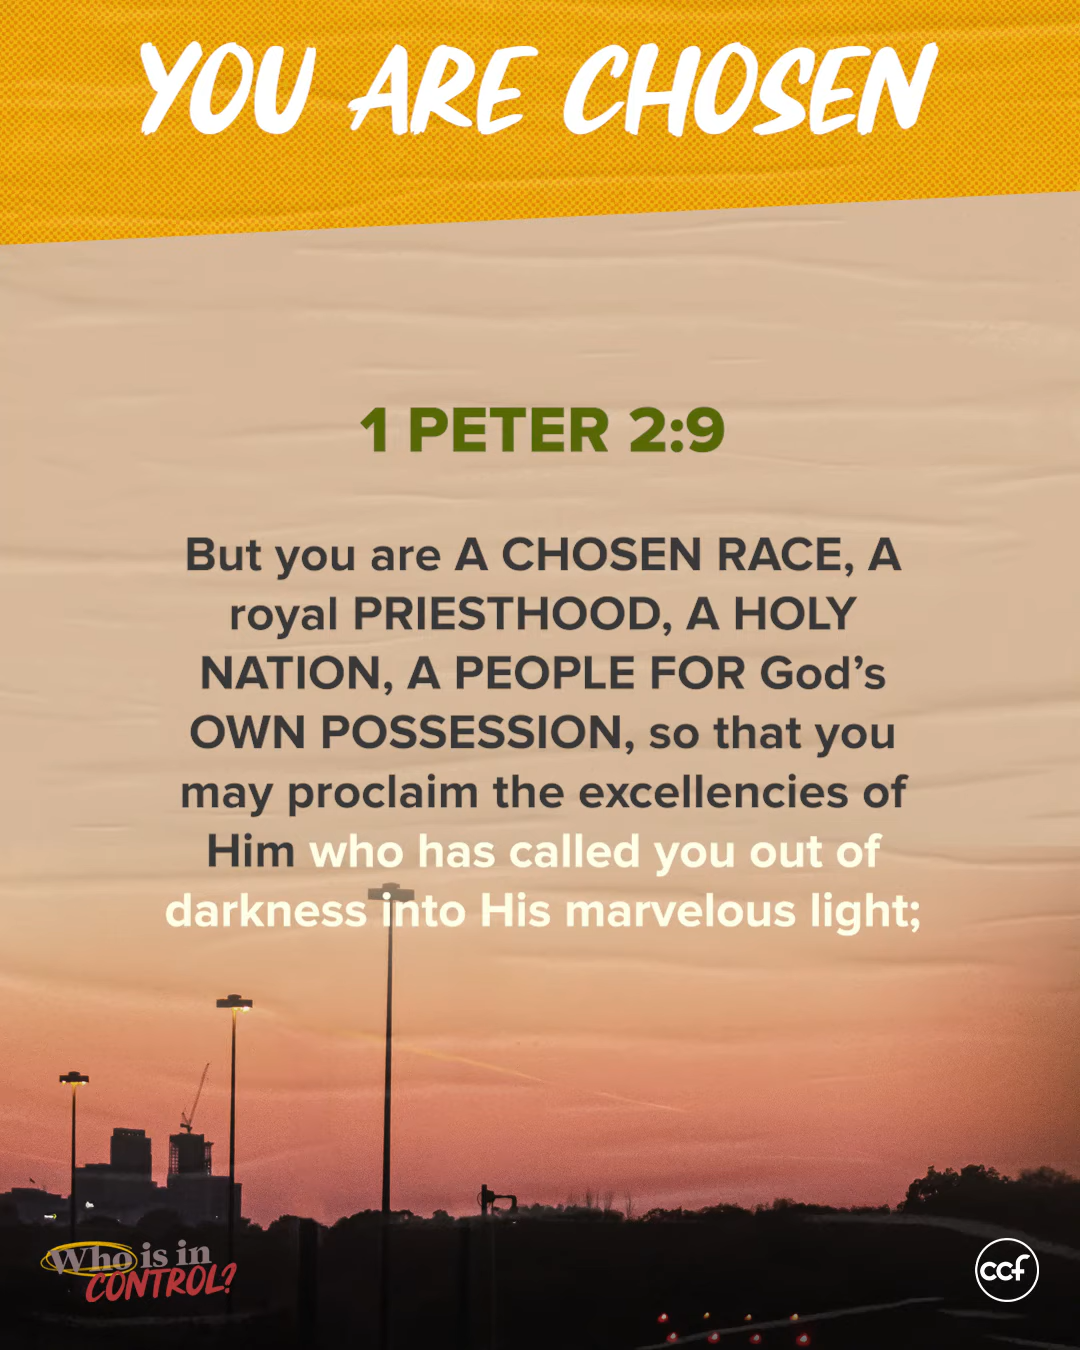 YOU ARE CHOSEN
1 PETER 2:9
But you are A CHOSEN RACE, A
royal PRIESTHOOD, A HOLY
NATION, A PEOPLE FOR God’s
OWN POSSESSION, so that you
may proclaim the excellencies of
Him who has called you out of
darkness into His marvelous light;
Who is in
CONTROL?
ccf